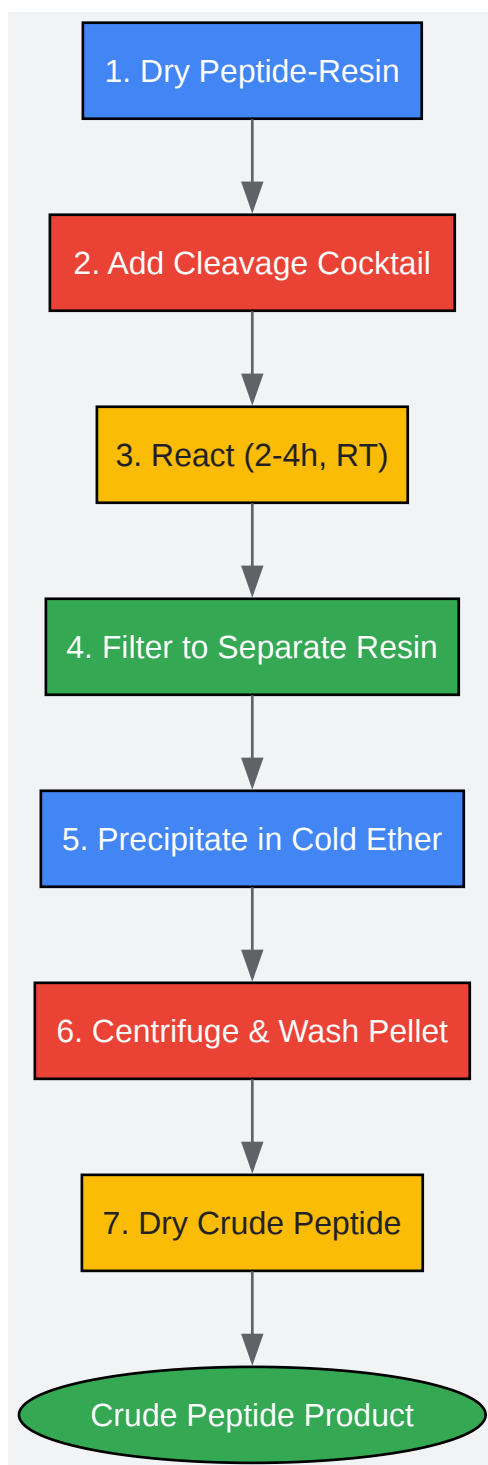 1. Dry Peptide-Resin
2. Add Cleavage Cocktail
3. React (2-4h, RT)
4. Filter to Separate Resin
5. Precipitate in Cold Ether
6. Centrifuge & Wash Pellet
7. Dry Crude Peptide
Crude Peptide Product